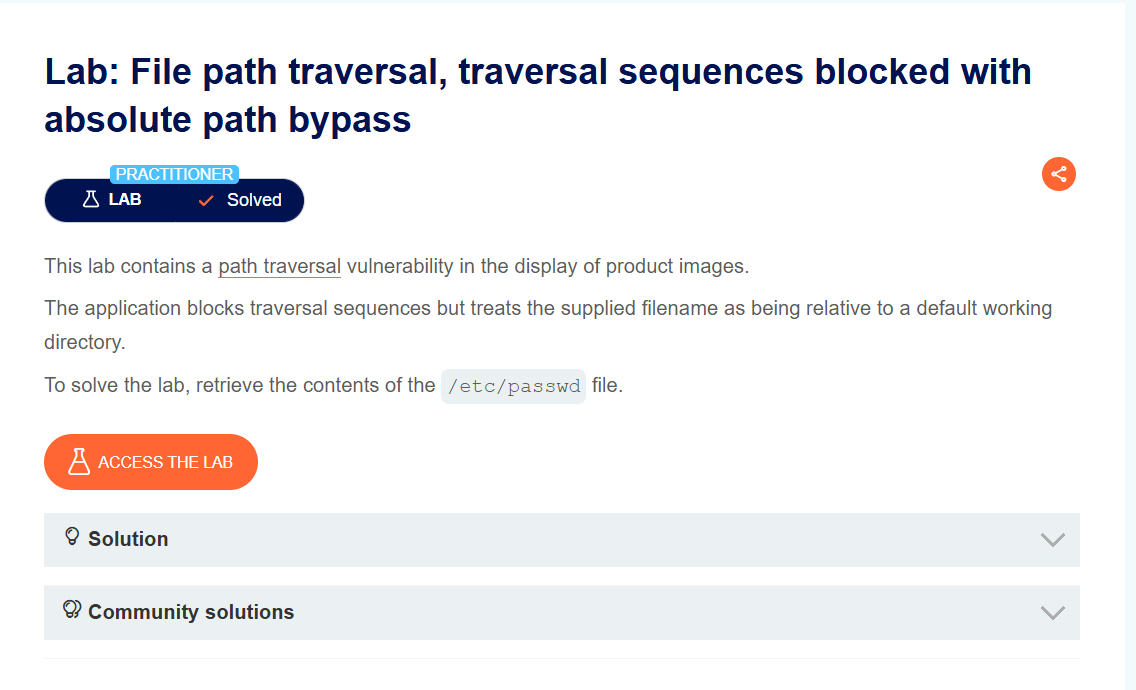 Lab: File path traversal, traversal sequences blocked with
absolute path bypass
PRACTITIONER
LAB
Solved
This lab contains a path traversal vulnerability in the display of product images.
The application blocks traversal sequences but treats the supplied filename as being relative to a default working
directory.
To solve the lab, retrieve the contents of the /etc/passwd file.
ACCESS THE LAB
Solution
Community solutions